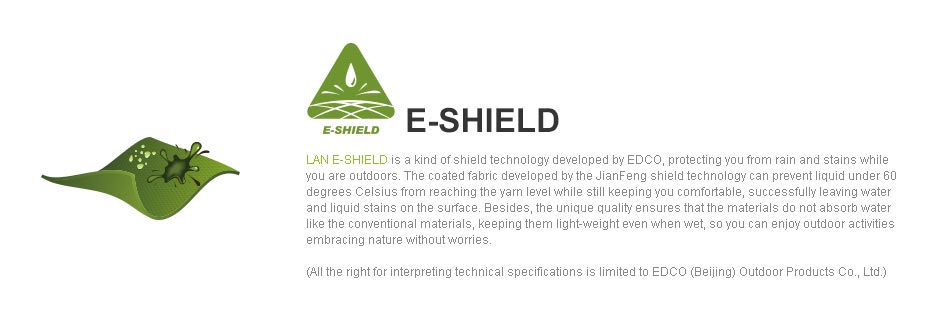 E-SHIELD
E-SHIELD
LAN E-SHIELD is a kind of shield technology developed by EDCO, protecting you from rain and stains while
you are outdoors. The coated fabric developed by the JianFeng shield technology can prevent liquid under 60
degrees Celsius from reaching the yarn level while still keeping you comfortable, successfully leaving water
and liquid stains on the surface. Besides, the unique quality ensures that the materials do not absorb water
like the conventional materials, keeping them light-weight even when wet, so you can enjoy outdoor activities
embracing nature without worries.
(All the right for interpreting technical specifications is limited to EDCO (Beijing) Outdoor Products Co., Ltd.)